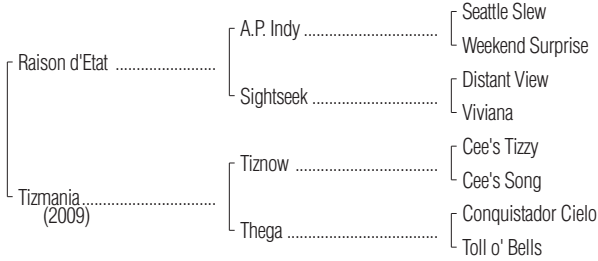 Seattle Slew
A.P. Indy ................................
Weekend Surprise
Raison d'Etat ........................
Distant View
Sightseek ..............................
Viviana
Cee's Tizzy
Tiznow ..................................
Cee's Song
Tizmania................................
(2009)
Conquistador Cielo
Thega ....................................
Toll o' Bells